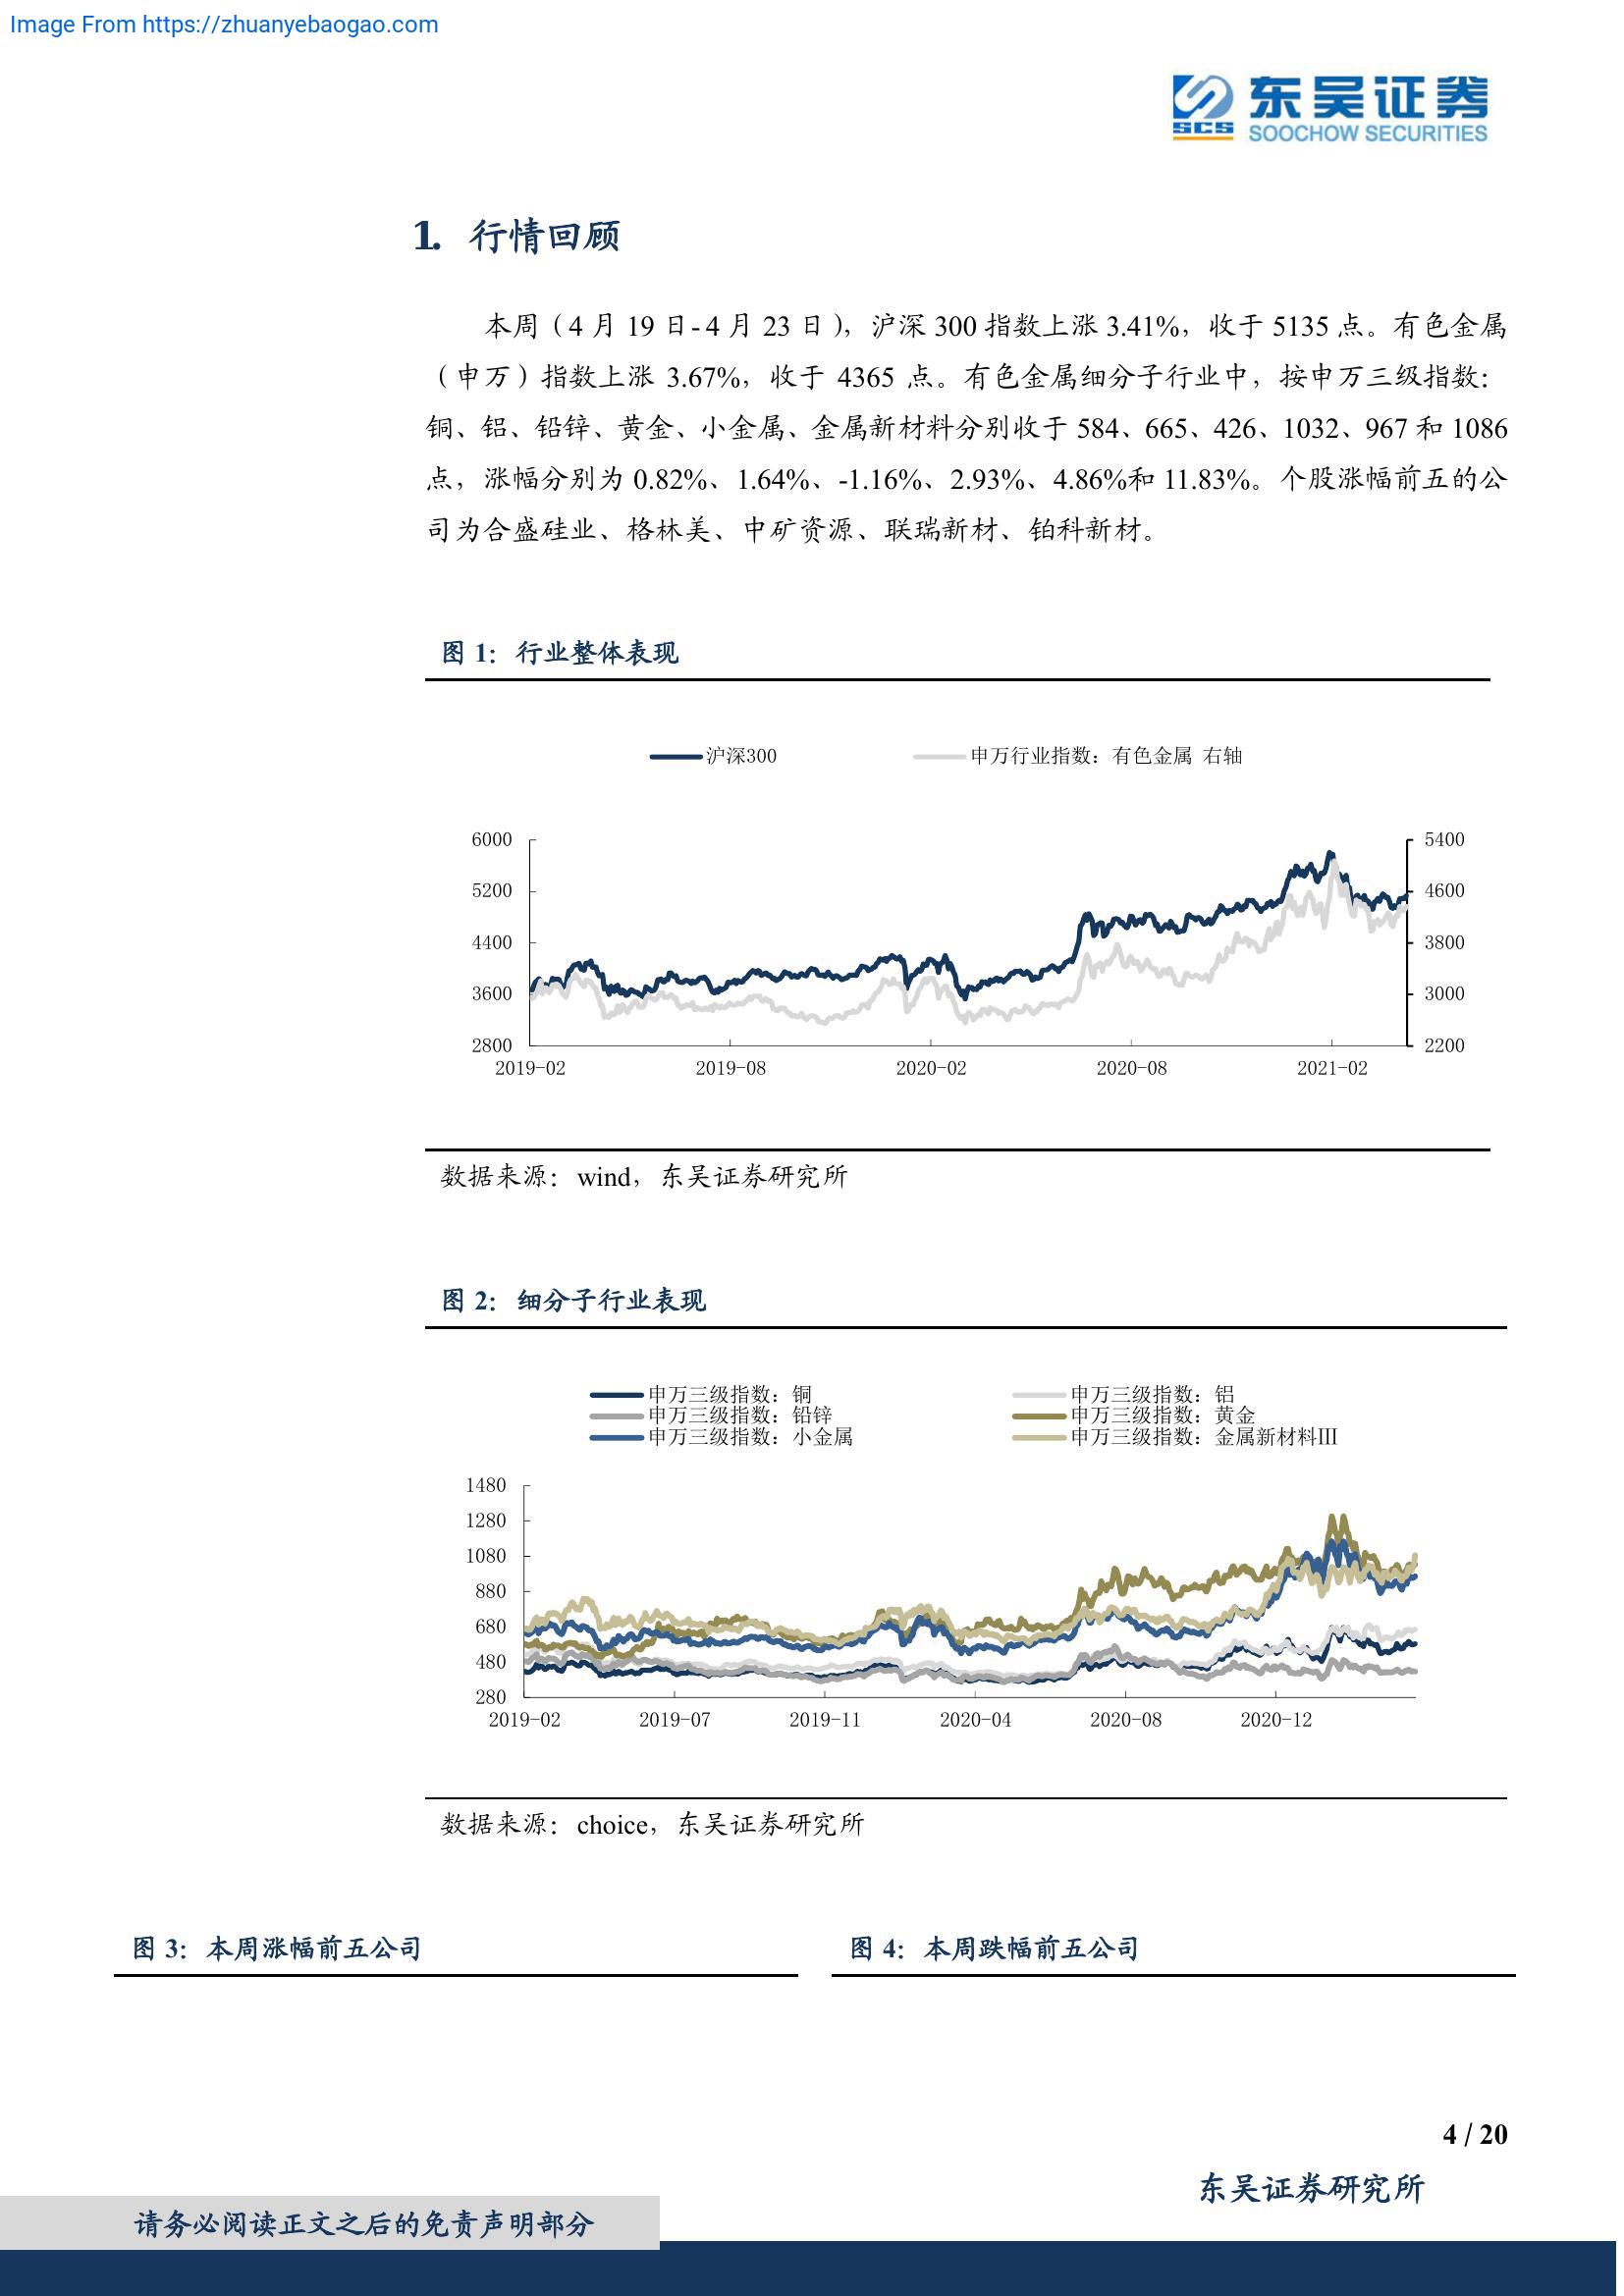 Image From https://zhuanyebaogao.com
东吴证券
SCS
SOOCHOW SECURITIES
1. 行情回顾
本周（4 月 19 日-4 月 23 日），沪深 300 指数上涨 3.41%，收于 5135 点。有色金属
（申万）指数上涨 3.67%，收于 4365 点。有色金属细分子行业中，按申万三级指数：
铜、铝、铅锌、黄金、小金属、金属新材料分别收于 584、665、426、1032、967 和 1086
点，涨幅分别为 0.82%、1.64%、-1.16%、2.93%、4.86%和 11.83%。个股涨幅前五的公
司为合盛硅业、格林美、中矿资源、联瑞新材、铂科新材。
图 1：行业整体表现
沪深300 申万行业指数：有色金属 右轴
6000 5400
5200 4600
4400 3800
3600 3000
2800 2200
2019-02 2019-08 2020-02 2020-08 2021-02
数据来源：wind，东吴证券研究所
图 2：细分子行业表现
申万三级指数：铜 申万三级指数：铝
申万三级指数：铅锌 申万三级指数：黄金
申万三级指数：小金属 申万三级指数：金属新材料III
1480
1280
1080
880
680
480
280
2019-02 2019-07 2019-11 2020-04 2020-08 2020-12
数据来源：choice，东吴证券研究所
图 3：本周涨幅前五公司 图 4：本周跌幅前五公司
4 / 20
东吴证券研究所
请务必阅读正文之后的免责声明部分